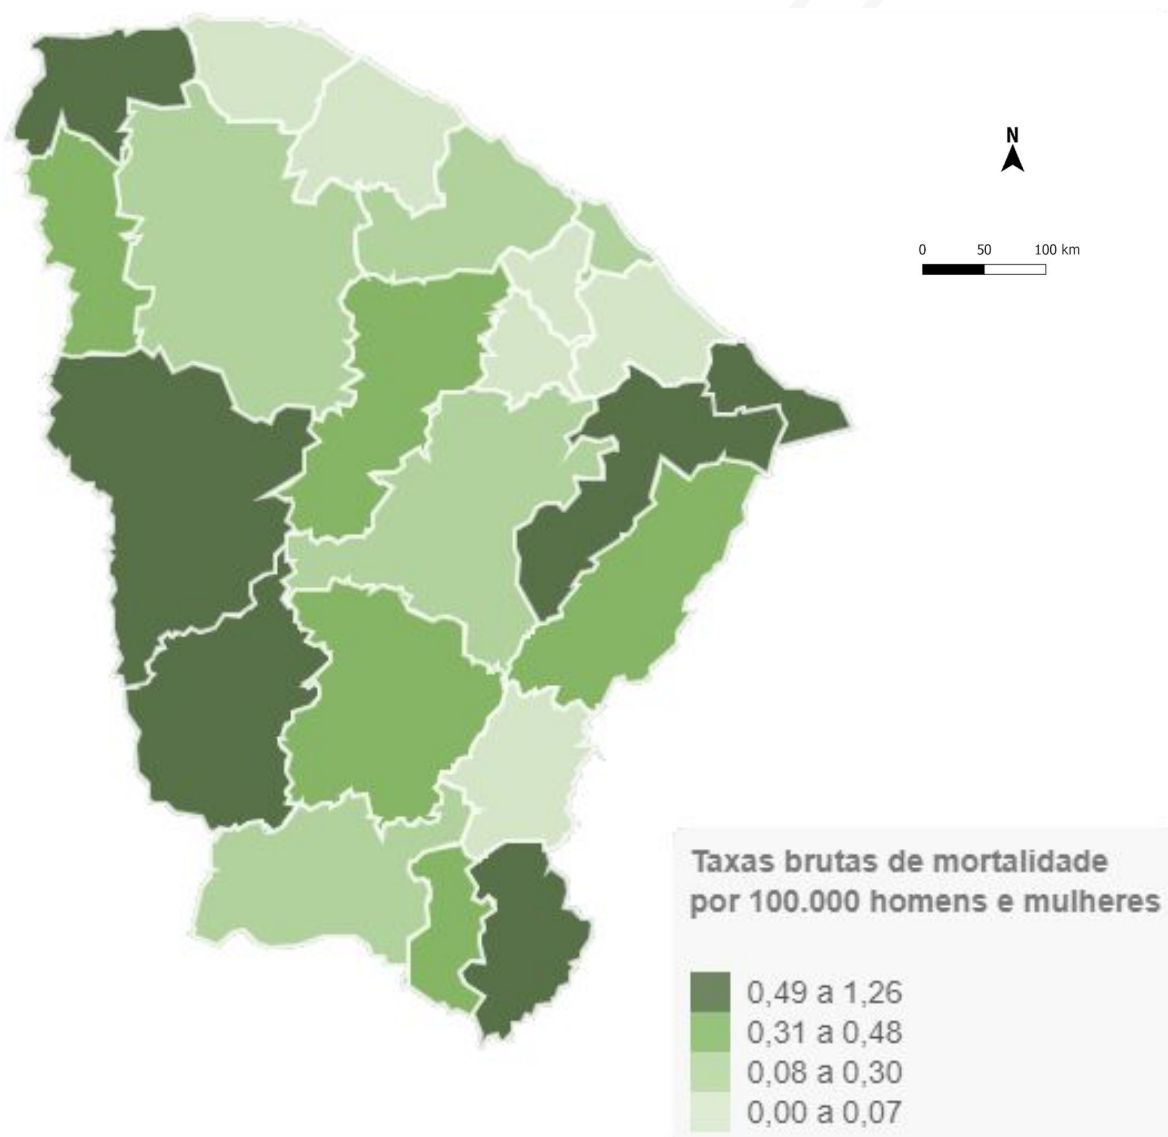 N
0 50 100 km
Taxas brutas de mortalidade
por 100.000 homens e mulheres
0,49 a 1,26
0,31 a 0,48
0,08 a 0,30
0,00 a 0,07